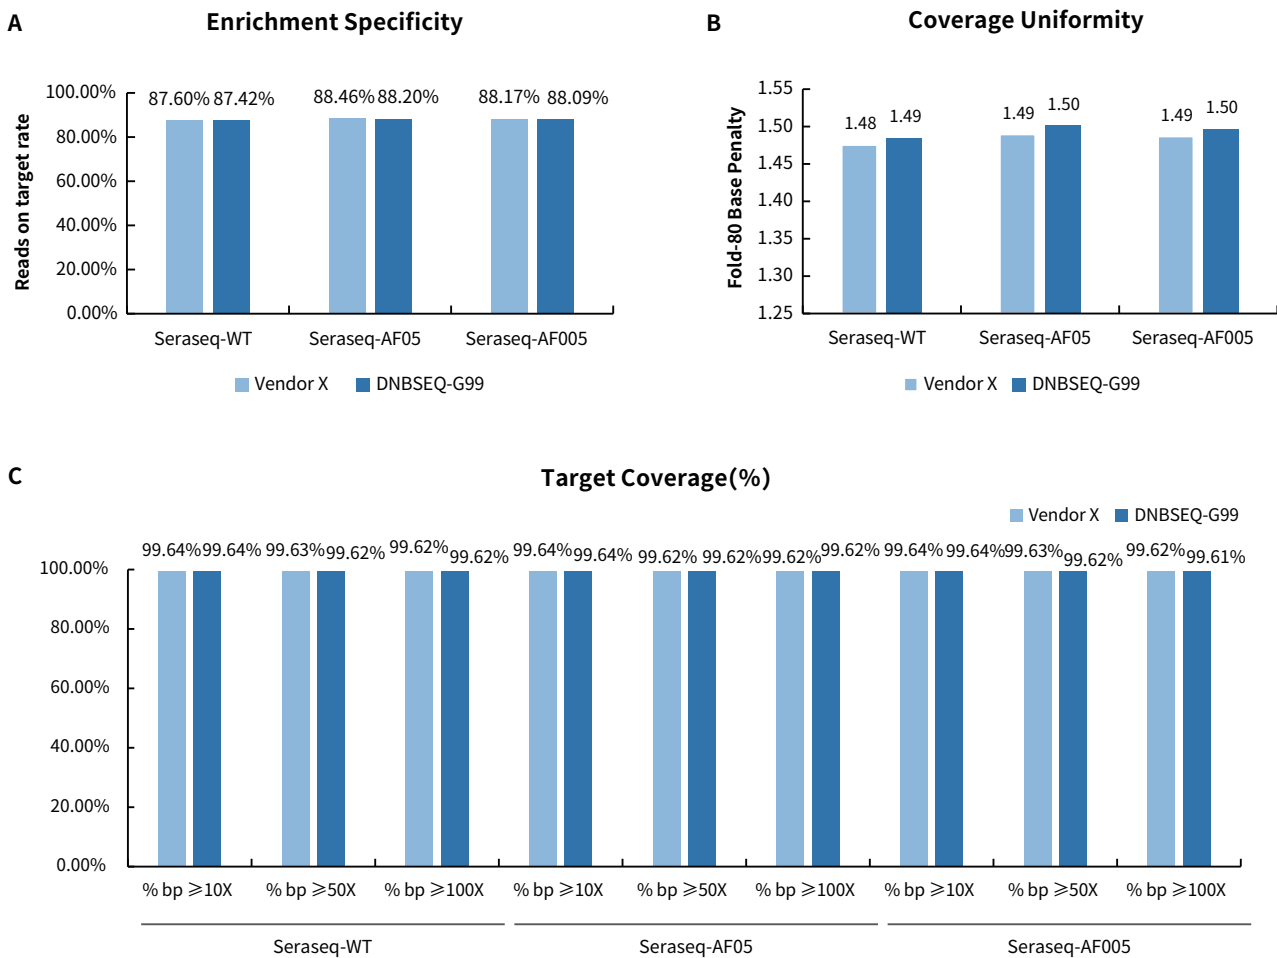 A
Enrichment Specificity
Reads on target rate
100.00%
80.00%
60.00%
40.00%
20.00%
0.00%
87.60% 87.42% 88.46% 88.20% 88.17% 88.09%
Seraseq-WT Seraseq-AF05 Seraseq-AF005
Vendor X DNBSEQ-G99
B
Coverage Uniformity
Fold-80 Base Penalty
1.55
1.50
1.45
1.40
1.35
1.30
1.25
1.48 1.49 1.49 1.50 1.49 1.50
Seraseq-WT Seraseq-AF05 Seraseq-AF005
Vendor X DNBSEQ-G99
C
Target Coverage(%)
Vendor X DNBSEQ-G99
99.64% 99.64% 99.63% 99.62% 99.62% 99.62% 99.64% 99.64% 99.62% 99.62% 99.62% 99.62% 99.64% 99.64% 99.63% 99.62% 99.62% 99.61%
100.00%
80.00%
60.00%
40.00%
20.00%
0.00%
% bp ≥10X % bp ≥50X % bp ≥100X % bp ≥10X % bp ≥50X % bp ≥100X % bp ≥10X % bp ≥50X % bp ≥100X
Seraseq-WT Seraseq-AF05 Seraseq-AF005